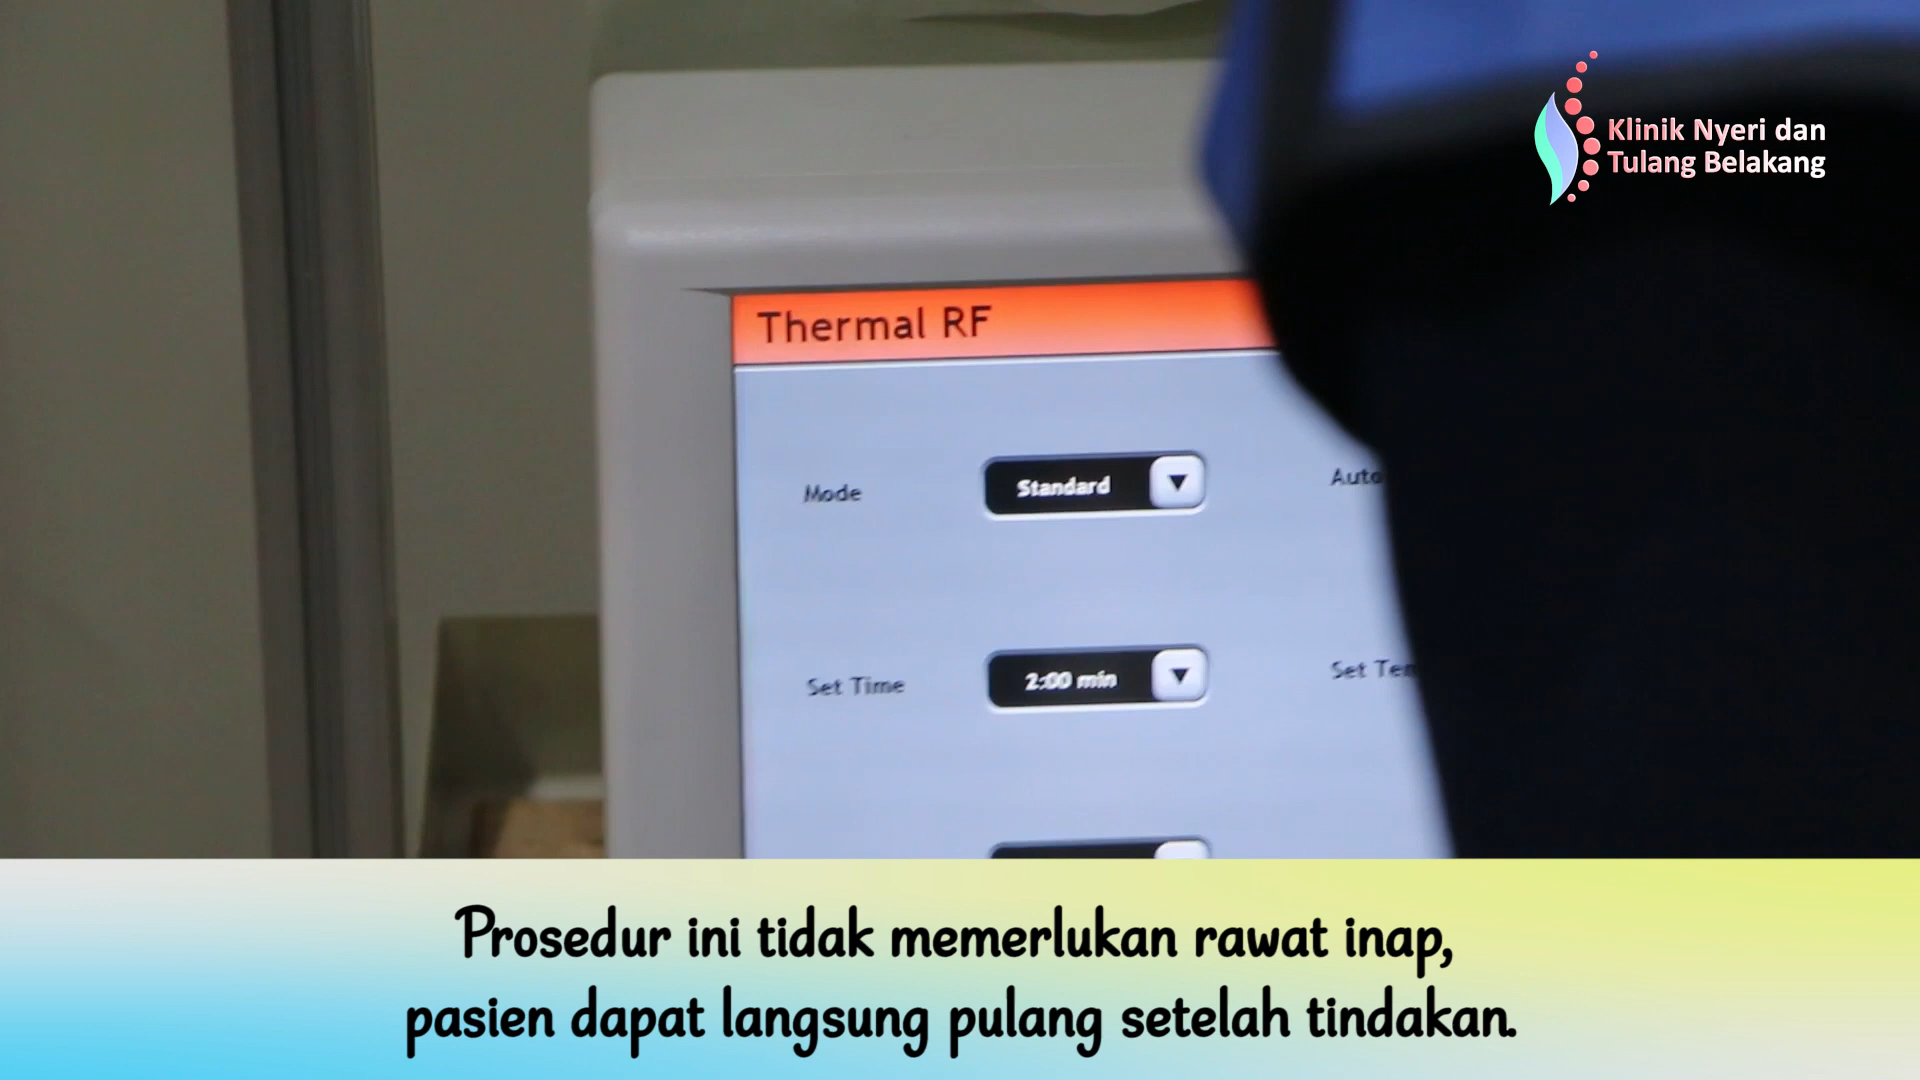 Klinik Nyeri dan
Tulang Belakang
Thermal RF
Mode
Standard
Set Time
2:00 min
Set
Prosedur ini tidak memerlukan rawat inap,
pasien dapat langsung pulang setelah tindakan.